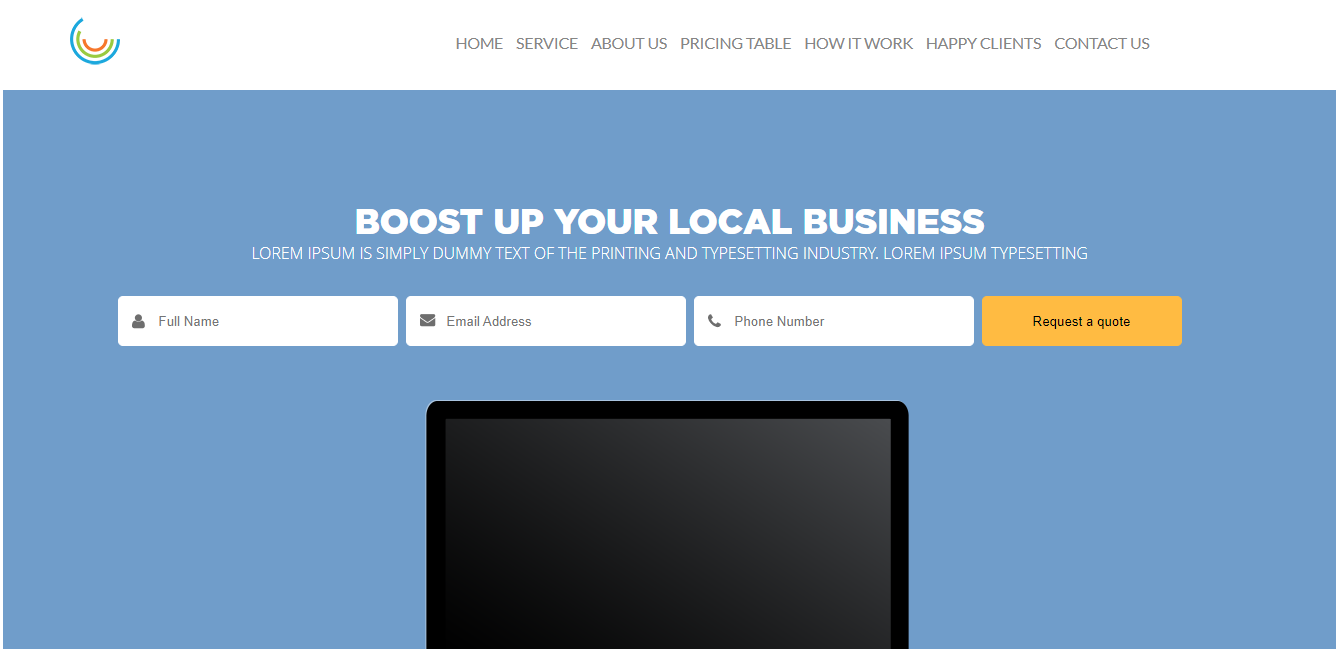 HOME SERVICE ABOUT US PRICING TABLE HOW IT WORK HAPPY CLIENTS CONTACT US
BOOST UP YOUR LOCAL BUSINESS
LOREM IPSUM IS SIMPLY DUMMY TEXT OF THE PRINTING AND TYPESETTING INDUSTRY. LOREM IPSUM TYPESETTING
Full Name Email Address Phone Number Request a quote